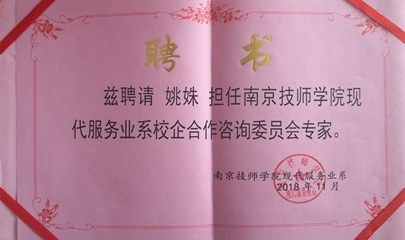 聘书
兹聘请 姚姝 担任南京技师学院现
代服务业系校企合作咨询委员会专家。
南京技师学院现代服务业系
2018年11月